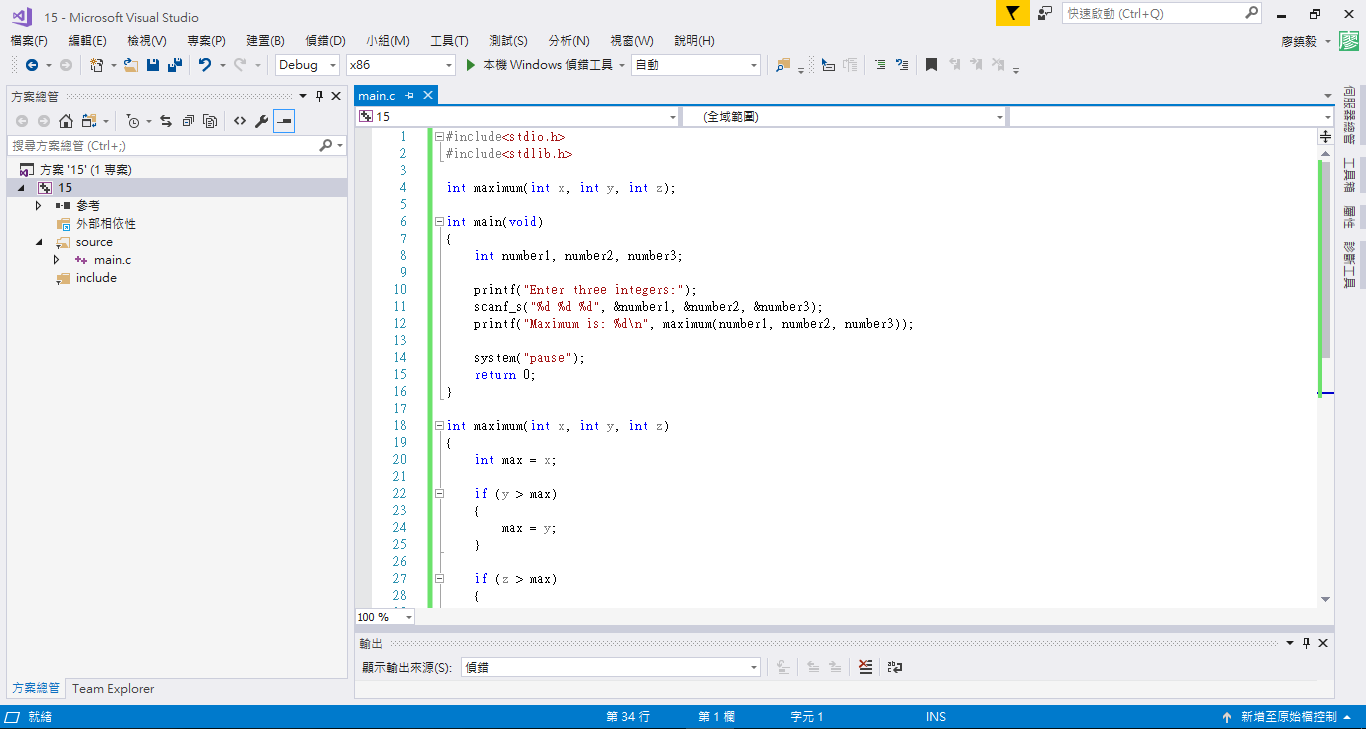 15 - Microsoft Visual Studio
快速啟動 (Ctrl+Q)
檔案(F) 編輯(E) 檢視(V) 專案(P) 建置(B) 偵錯(D) 小組(M) 工具(T) 測試(S) 分析(N) 視窗(W) 說明(H)
廖鎮毅 廖
Debug x86 本機 Windows 偵錯工具 自動
方案總管
搜尋方案總管 (Ctrl+;)
方案 '15' (1 專案)
15
參考
外部相依性
source
main.c
include
方案總管 Team Explorer
main.c
15 (全域範圍)
1 #include<stdio.h>
2 #include<stdlib.h>
3
4 int maximum(int x, int y, int z);
5
6 int main(void)
7 {
8 int number1, number2, number3;
9
10 printf("Enter three integers:");
11 scanf_s("%d %d %d", &number1, &number2, &number3);
12 printf("Maximum is: %d\n", maximum(number1, number2, number3));
13
14 system("pause");
15 return 0;
16 }
17
18 int maximum(int x, int y, int z)
19 {
20 int max = x;
21
22 if (y > max)
23 {
24 max = y;
25 }
26
27 if (z > max)
28 {
100 %
輸出
顯示輸出來源(S): 偵錯
伺服器總管
工具箱
屬性
診斷工具
就緒 第 34 行 第 1 欄 字元 1 INS 新增至原始檔控制